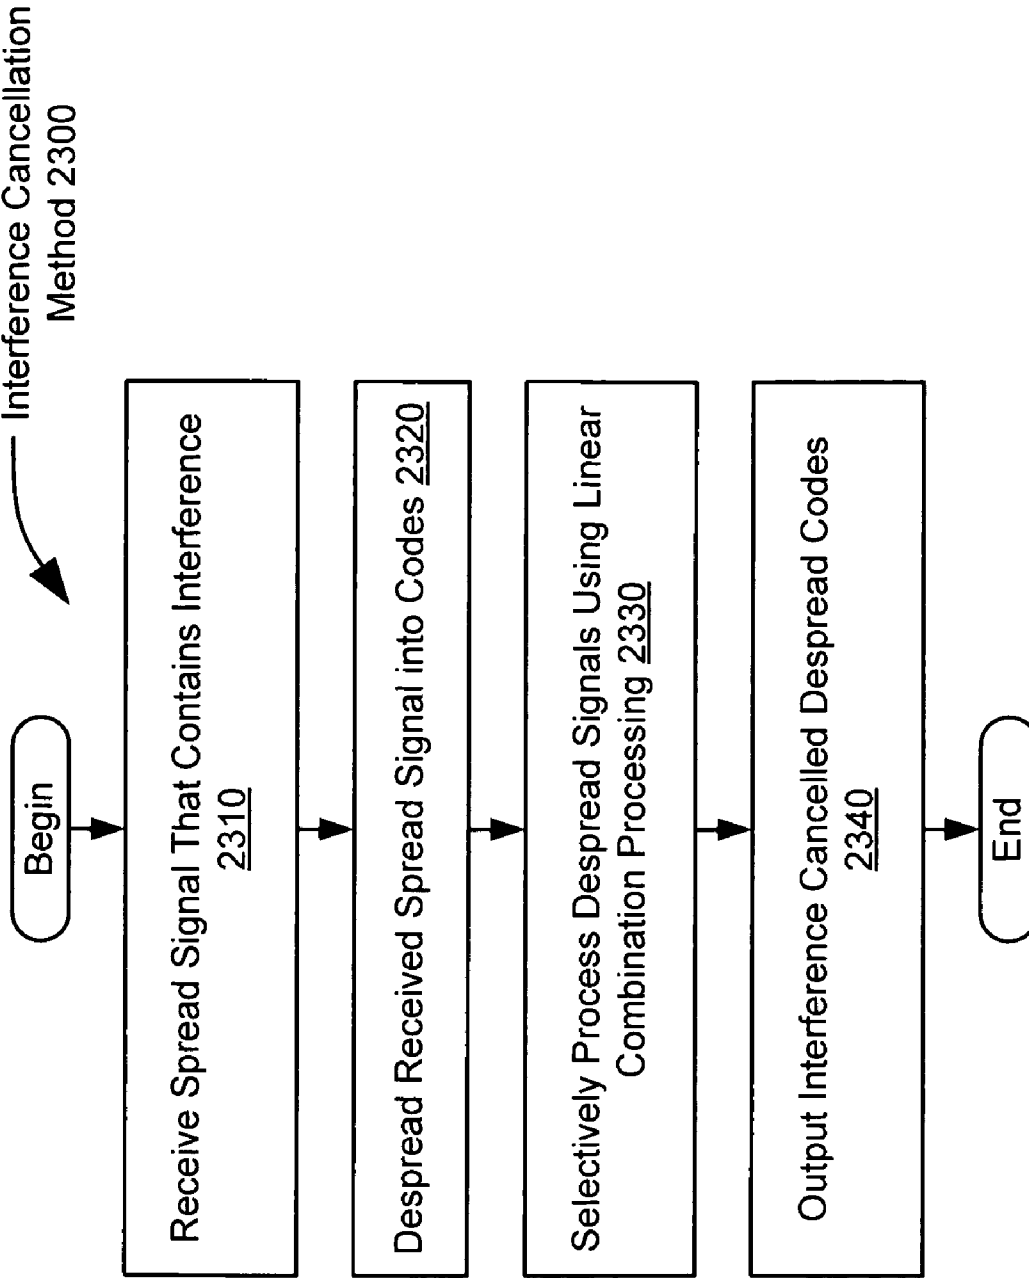 Interference Cancellation
Method 2300
Begin
Receive Spread Signal That Contains Interference
2310
Despread Received Spread Signal into Codes 2320
Selectively Process Despread Signals Using Linear
Combination Processing 2330
Output Interference Cancelled Despread Codes
2340
End